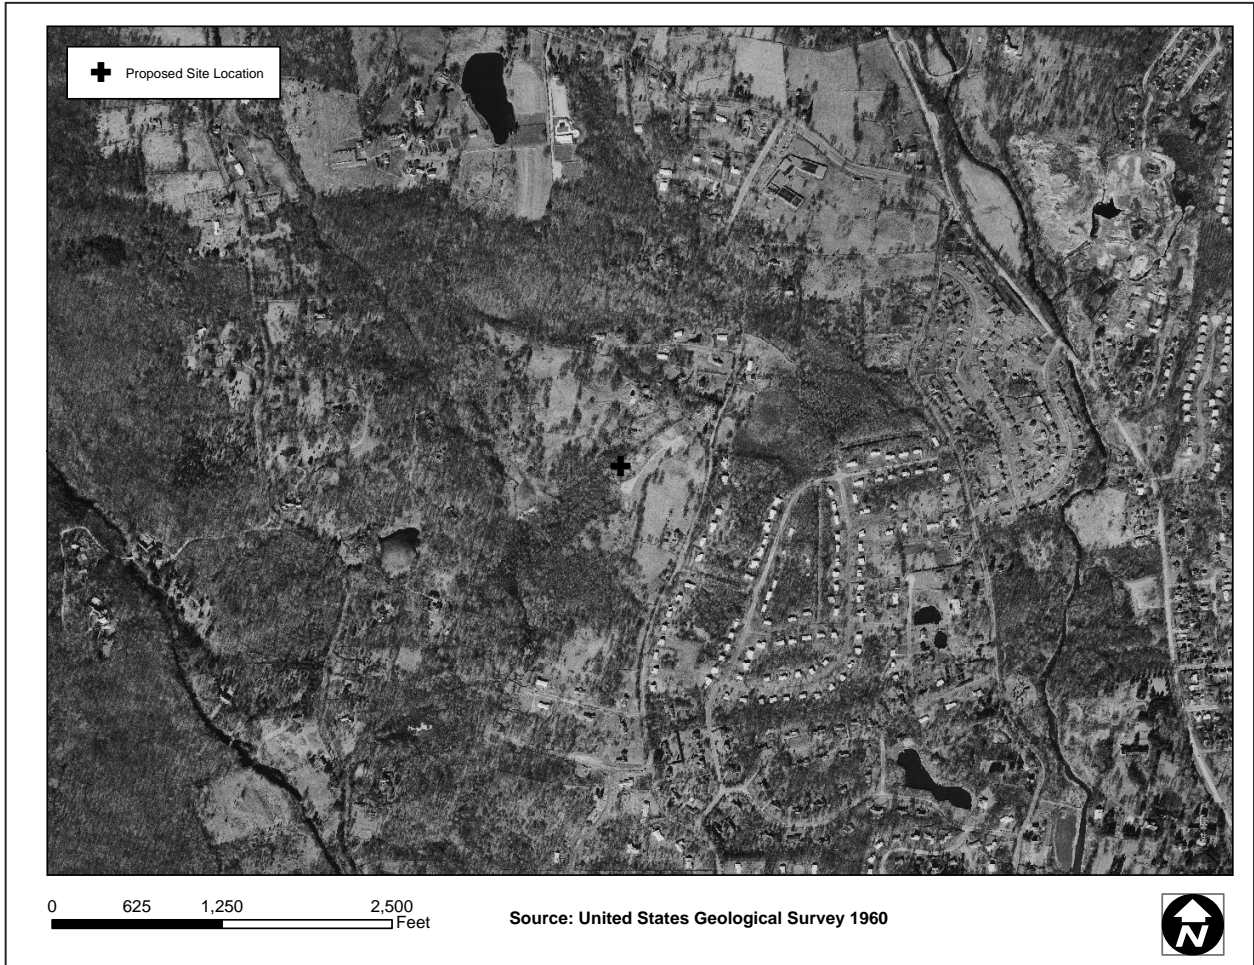 Proposed Site Location
0 625 1,250 2,500
Feet
Source: United States Geological Survey 1960
N